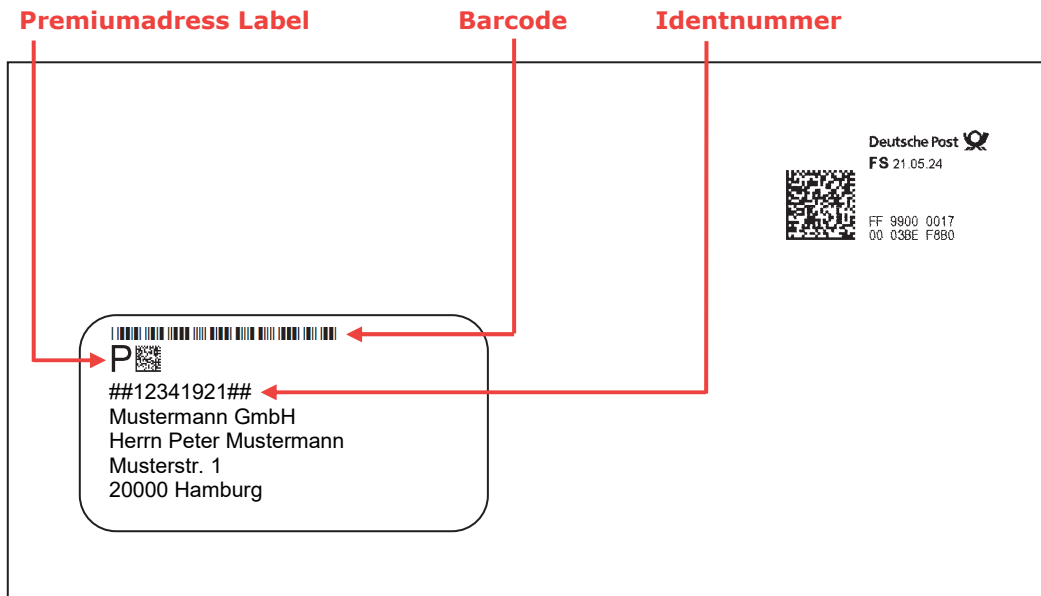 Premiumadress Label Barcode Identnummer
Deutsche Post
FS 21.05.24
FF 9900 0017
00 03BE F8B0
P
##12341921##
Mustermann GmbH
Herrn Peter Mustermann
Musterstr. 1
20000 Hamburg